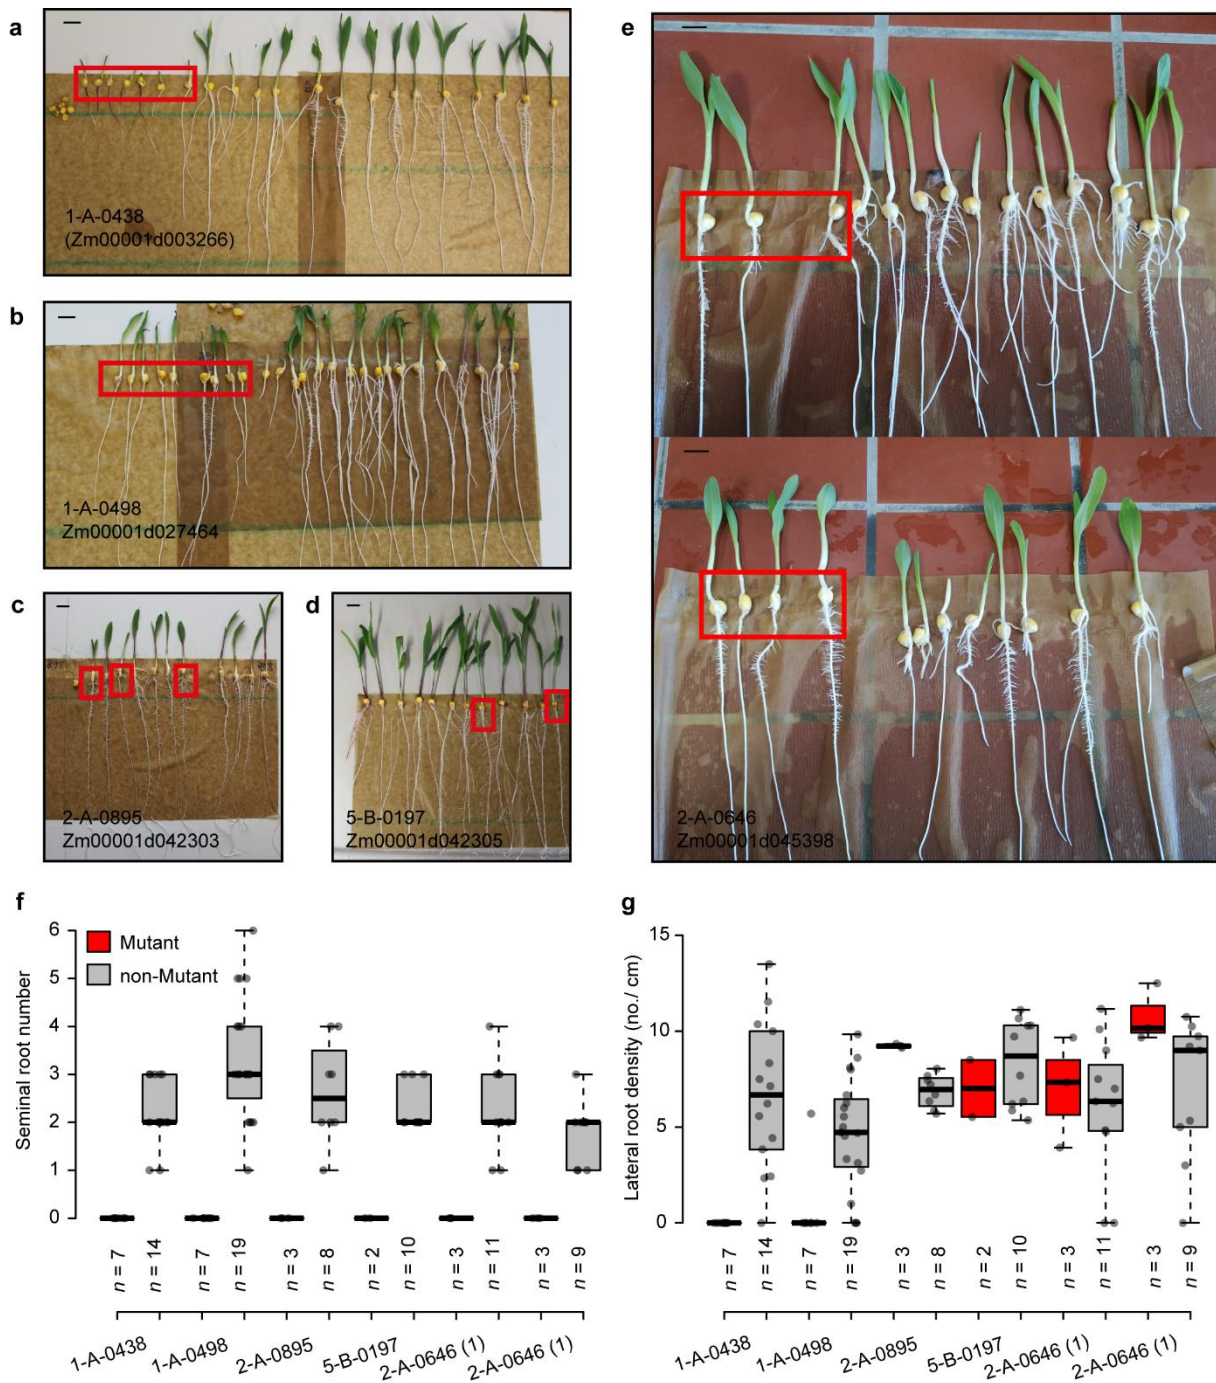 a
1-A-0438
(Zm00001d003266)
b
1-A-0498
Zm00001d027464
c
2-A-0895
Zm00001d042303
d
5-B-0197
Zm00001d042305
e
2-A-0646
Zm00001d045398
f
Seminal root number
6
5
4
3
2
1
0
Mutant
non-Mutant
n = 7
n = 14
n = 7
n = 19
n = 3
n = 8
n = 2
n = 10
n = 3
n = 11
n = 3
n = 9
1-A-0438
1-A-0498
2-A-0895
5-B-0197
2-A-0646 (1)
2-A-0646 (1)
g
Lateral root density (no./ cm)
15
10
5
0
n = 7
n = 14
n = 7
n = 19
n = 3
n = 8
n = 2
n = 10
n = 3
n = 11
n = 3
n = 9
1-A-0438
1-A-0498
2-A-0895
5-B-0197
2-A-0646 (1)
2-A-0646 (1)